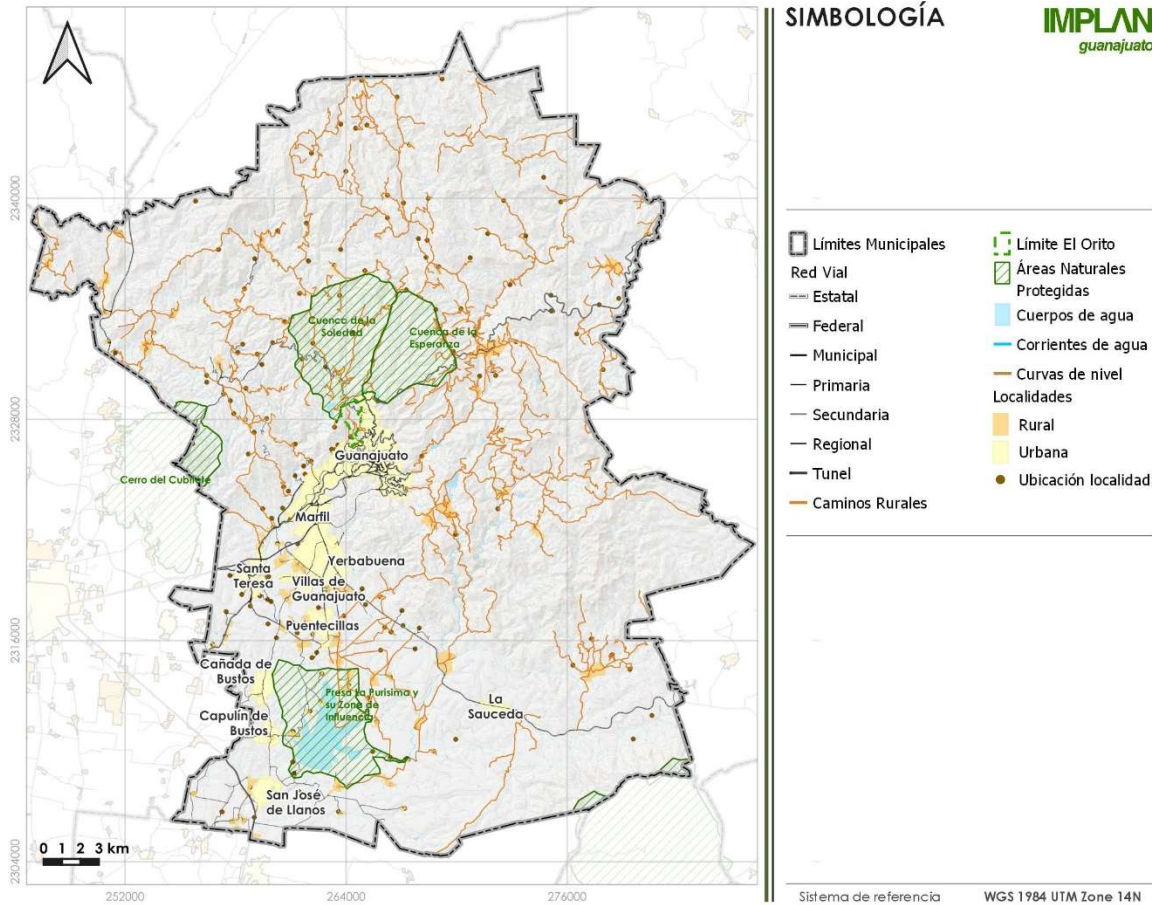 SIMBOLOGÍA
IMPLAN
guanajuato
Límites Municipales
Red Vial
Estatal
Federal
Municipal
Primaria
Secundaria
Regional
Tunel
Caminos Rurales
Límite El Orito
Áreas Naturales
Protegidas
Cuerpos de agua
Corrientes de agua
Curvas de nivel
Localidades
Rural
Urbana
Ubicación localidad
Sistema de referencia WGS 1984 UTM Zone 14N
2340000
2328000
2316000
2304000
252000
264000
276000
0 1 2 3 km
Cuenca de la
Soledad
Cuenca de la
Esperanza
Guanajuato
Cerro del Cubilete
Marfil
Yerbabuena
Santa
Teresa
Villas de
Guanajuato
Puentecillas
Cañada de
Bustos
Presa La Purisima y
su Zona de
Influencia
Capulín de
Bustos
La
Sauceda
San José
de Llanos